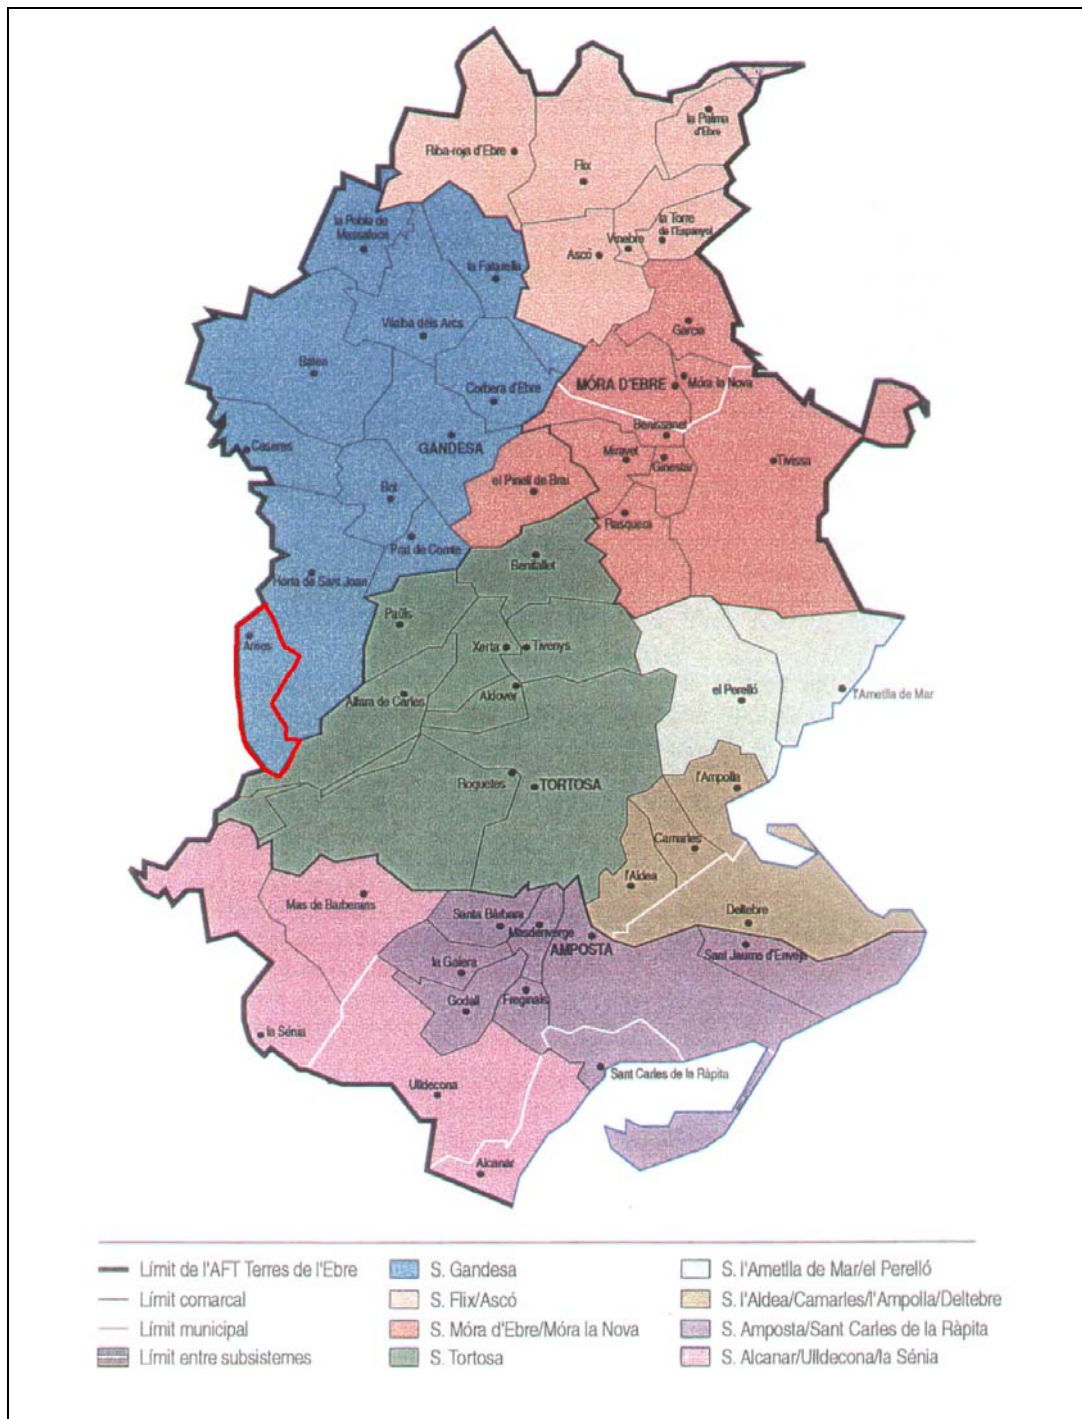 la Palma
d'Ebre
Riba-roja d'Ebre
Flix
la Pobla de
Massaluca
la Torre
de l'Espanyol
Vinebre
Ascó
la Fatarella
Vilalba dels Arcs
Garcia
Batea
MÓRA D'EBRE
Móra la Nova
Corbera d'Ebre
Benissanet
GANDESA
Caseres
Miravet
Ginestar
Tivissa
el Pinell de Brai
Bot
Rasquera
Prat de Comte
Benifallet
Horta de Sant Joan
Paüls
Arnes
Xerta
Tivenys
Aldover
Alfara de Carles
el Perelló
l'Ametlla de Mar
Roquetes
TORTOSA
l'Ampolla
Camarles
l'Aldea
Mas de Barberans
Deltebre
Santa Bàrbara
Masdenverge
AMPOSTA
Sant Jaume d'Enveja
la Galera
Godall
Freginals
la Sénia
Sant Carles de la Ràpita
Ulldecona
Alcanar
Límit de l'AFT Terres de l'Ebre
Límit comarcal
Límit municipal
Límit entre subsistemes
S. Gandesa
S. Flix/Ascó
S. Móra d'Ebre/Móra la Nova
S. Tortosa
S. l'Ametlla de Mar/el Perelló
S. l'Aldea/Camarles/l'Ampolla/Deltebre
S. Amposta/Sant Carles de la Ràpita
S. Alcanar/Ulldecona/la Sénia